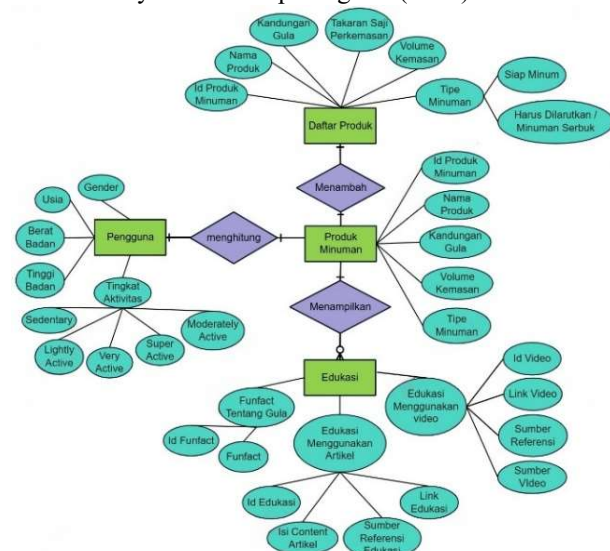 Kandungan
Gula
Takaran Saji
Perkemasan
Volume
Kemasan
Nama
Produk
Id Produk
Minuman
Tipe
Minuman
Siap Minum
Harus Dilarutkan /
Minuman Serbuk
Daftar Produk
Menambah
Id Produk
Minuman
Nama
Produk
Kandungan
Gula
Volume
Kemasan
Tipe
Minuman
Gender
Usia
Berat
Badan
Tinggi
Badan
Pengguna
menghitung
Produk
Minuman
Tingkat
Aktivitas
Sedentary
Lightly
Active
Very
Active
Super
Active
Moderately
Active
Menampilkan
Edukasi
Funfact
Tentang Gula
Id Funfact
Funfact
Edukasi
Menggunakan
Artikel
Id Edukasi
Isi Content
Artikel
Sumber
Referensi
Edukasi
Link
Edukasi
Edukasi
Menggunakan
video
Id Video
Link Video
Sumber
Referensi
Sumber
VIdeo